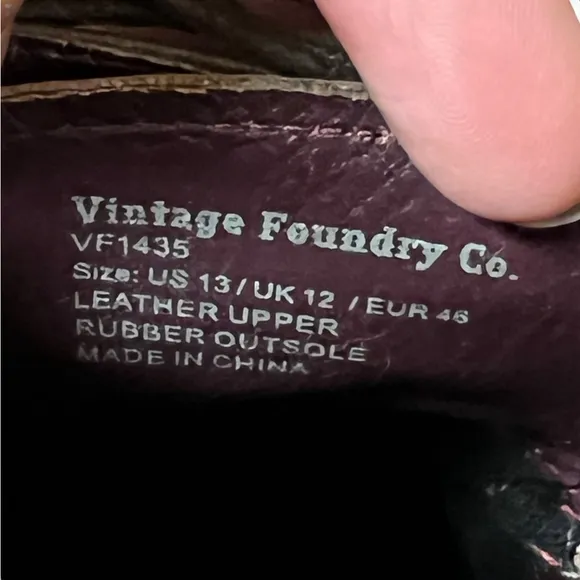 Vintage Foundry Co.
VF1435
Size: US 13 / UK 12 / EUR 46
LEATHER UPPER
RUBBER OUTSOLE
MADE IN CHINA